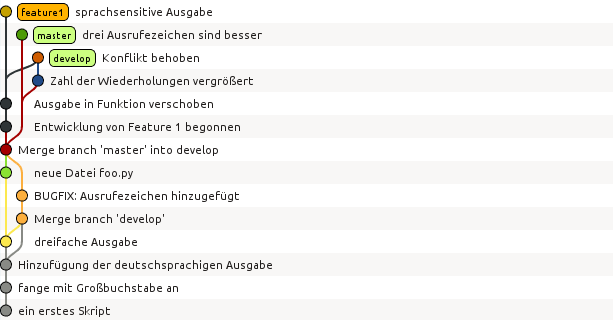 feature1 sprachsensitive Ausgabe
master drei Ausrufezeichen sind besser
develop Konflikt behoben
Zahl der Wiederholungen vergrößert
Ausgabe in Funktion verschoben
Entwicklung von Feature 1 begonnen
Merge branch 'master' into develop
neue Datei foo.py
BUGFIX: Ausrufezeichen hinzugefügt
Merge branch 'develop'
dreifache Ausgabe
Hinzufügung der deutschsprachigen Ausgabe
fange mit Großbuchstabe an
ein erstes Skript